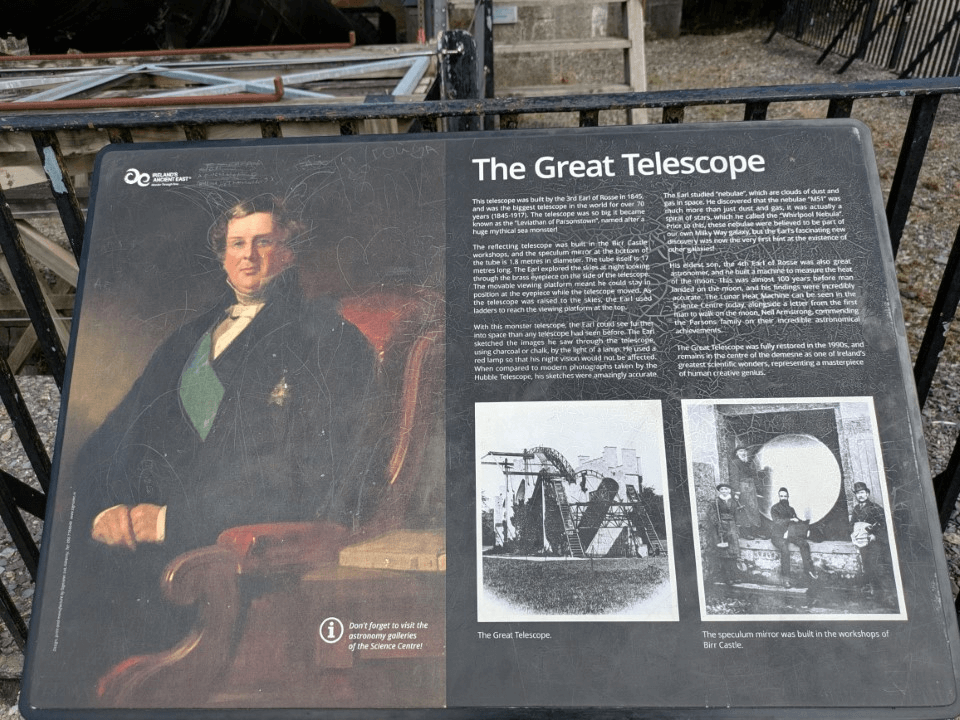 IRELAND'S
ANCIENT EAST
The Great Telescope
This telescope was built by the 3rd Earl of Rosse in 1845,
and was the biggest telescope in the world for over 70
years (1845-1917). The telescope was so big it became
known as the "Leviathan of Parsonstown", named after a
huge mythical sea monster!
The reflecting telescope was built in the Birr Castle
workshops, and the speculum mirror at the bottom of
the tube is 1.8 metres in diameter. The tube itself is 17
metres long. The Earl explored the skies at night looking
through the brass eyepiece on the side of the telescope.
The movable viewing platform meant he could stay in
position at the eyepiece while the telescope moved. As
the telescope was raised to the skies, the Earl used
ladders to reach the viewing platform at the top.
With this monster telescope, the Earl could see further
into space than any telescope had seen before. The Earl
sketched the images he saw through the telescope,
using charcoal or chalk, by the light of a lamp. He used a
red lamp so that his night vision would not be affected.
When compared to modern photographs taken by the
Hubble Telescope, his sketches were amazingly accurate
The Earl studied "nebulae", which are clouds of dust and
gas in space. He discovered that the nebulae "M51" was
much more than just dust and gas, it was actually a
spiral of stars, which he called the "Whirlpool Nebula".
Prior to this, these nebulae were believed to be part of
our own Milky Way galaxy, but the Earl's fascinating new
discovery was now the very first hint at the existence of
other galaxies!
His eldest son, the 4th Earl of Rosse was also great
astronomer, and he built a machine to measure the heat
of the moon. This was almost 100 years before man
landed on the moon, and his findings were incredibly
accurate. The Lunar Heat Machine can be seen in the
Science Centre today, alongside a letter from the first
man to walk on the moon, Neil Armstrong, commending
the Parsons family on their incredible astronomical
achievements.
The Great Telescope was fully restored in the 1990s, and
remains in the centre of the demesne as one of Ireland's
greatest scientific wonders, representing a masterpiece
of human creative genius.
i
Don't forget to visit the
astronomy galleries
of the Science Centre!
The Great Telescope.
The speculum mirror was built in the workshops of
Birr Castle.